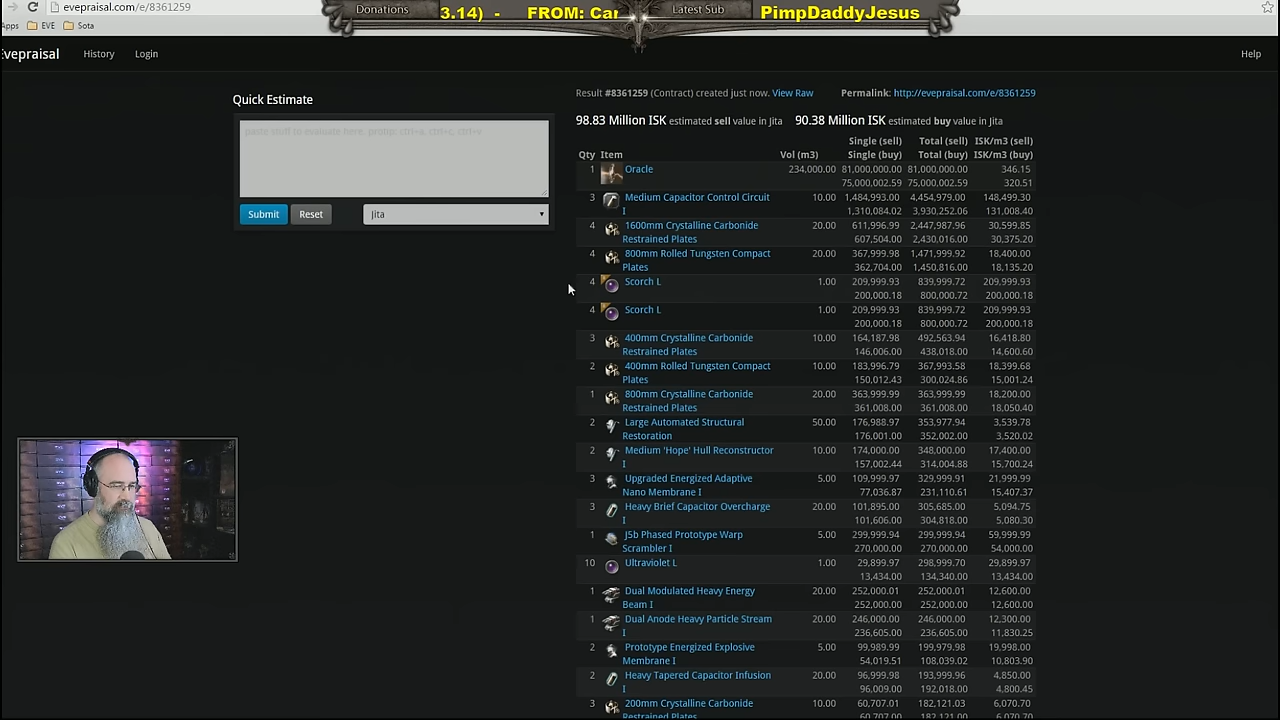 evepraisal.com/e/8361259
Apps EVE Sota
Donations 3.14) - FROM: Car Latest Sub PimpDaddyJesus
Evepraisal History Login Help
Quick Estimate
paste stuff to evaluate here. protip: ctrl+a, ctrl+c, ctrl+v
Submit Reset Jita
Result #8361259 (Contract) created just now. View Raw Permalink: http://evepraisal.com/e/8361259
98.83 Million ISK estimated sell value in Jita 90.38 Million ISK estimated buy value in Jita
Single (sell) Total (sell) ISK/m3 (sell)
Qty Item Vol (m3) Single (buy) Total (buy) ISK/m3 (buy)
1 Oracle 234,000.00 81,000,000.00 81,000,000.00 346.15
75,000,002.59 75,000,002.59 320.51
3 Medium Capacitor Control Circuit 10.00 1,484,993.00 4,454,979.00 148,499.30
I 1,310,084.02 3,930,252.06 131,008.40
4 1600mm Crystalline Carbonide 20.00 611,996.99 2,447,987.96 30,599.85
Restrained Plates 607,504.00 2,430,016.00 30,375.20
4 800mm Rolled Tungsten Compact 20.00 367,999.98 1,471,999.92 18,400.00
Plates 362,704.00 1,450,816.00 18,135.20
4 Scorch L 1.00 209,999.93 839,999.72 209,999.93
200,000.18 800,000.72 200,000.18
4 Scorch L 1.00 209,999.93 839,999.72 209,999.93
200,000.18 800,000.72 200,000.18
3 400mm Crystalline Carbonide 10.00 164,187.98 492,563.94 16,418.80
Restrained Plates 146,006.00 438,018.00 14,600.60
2 400mm Rolled Tungsten Compact 10.00 183,996.79 367,993.58 18,399.68
Plates 150,012.43 300,024.86 15,001.24
1 800mm Crystalline Carbonide 20.00 363,999.99 363,999.99 18,200.00
Restrained Plates 361,008.00 361,008.00 18,050.40
2 Large Automated Structural 50.00 176,988.97 353,977.94 3,539.78
Restoration 176,001.00 352,002.00 3,520.02
2 Medium 'Hope' Hull Reconstructor 10.00 174,000.00 348,000.00 17,400.00
I 157,002.44 314,004.88 15,700.24
3 Upgraded Energized Adaptive 5.00 109,999.97 329,999.91 21,999.99
Nano Membrane I 77,036.87 231,110.61 15,407.37
3 Heavy Brief Capacitor Overcharge 20.00 101,895.00 305,685.00 5,094.75
I 101,606.00 304,818.00 5,080.30
1 J5b Phased Prototype Warp 5.00 299,999.94 299,999.94 59,999.99
Scrambler I 270,000.00 270,000.00 54,000.00
10 Ultraviolet L 1.00 29,899.97 298,999.70 29,899.97
13,434.00 134,340.00 13,434.00
1 Dual Modulated Heavy Energy 20.00 252,000.01 252,000.01 12,600.00
Beam I 252,000.00 252,000.00 12,600.00
1 Dual Anode Heavy Particle Stream 20.00 246,000.00 246,000.00 12,300.00
I 236,605.00 236,605.00 11,830.25
2 Prototype Energized Explosive 5.00 99,989.99 199,979.98 19,998.00
Membrane I 54,019.51 108,039.02 10,803.90
2 Heavy Tapered Capacitor Infusion 20.00 96,999.98 193,999.96 4,850.00
I 96,009.00 192,018.00 4,800.45
3 200mm Crystalline Carbonide 10.00 60,707.01 182,121.03 6,070.70
Restrained Plates 60,707.00 182,121.00 6,070.70